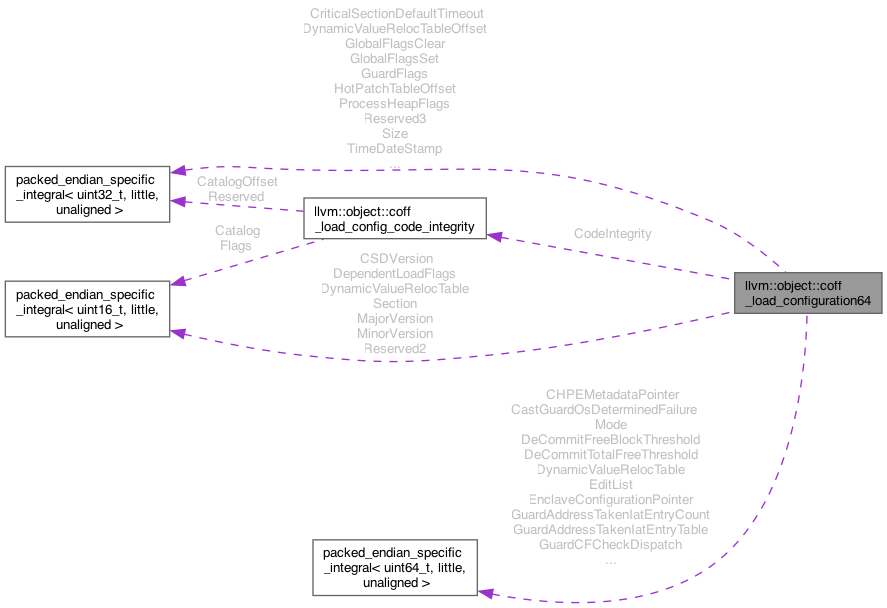 CriticalSectionDefaultTimeout
DynamicValueRelocTableOffset
GlobalFlagsClear
GlobalFlagsSet
GuardFlags
HotPatchTableOffset
ProcessHeapFlags
Reserved3
Size
TimeDateStamp
...
packed_endian_specific
_integral< uint32_t, little,
unaligned >
CatalogOffset
Reserved
llvm::object::coff
_load_config_code_integrity
Catalog
Flags
CodeIntegrity
CSDVersion
DependentLoadFlags
DynamicValueRelocTable
Section
MajorVersion
MinorVersion
Reserved2
packed_endian_specific
_integral< uint16_t, little,
unaligned >
llvm::object::coff
_load_configuration64
CHPEMetadataPointer
CastGuardOsDeterminedFailure
Mode
DeCommitFreeBlockThreshold
DeCommitTotalFreeThreshold
DynamicValueRelocTable
EditList
EnclaveConfigurationPointer
GuardAddressTakenIatEntryCount
GuardAddressTakenIatEntryTable
GuardCFCheckDispatch
...
packed_endian_specific
_integral< uint64_t, little,
unaligned >